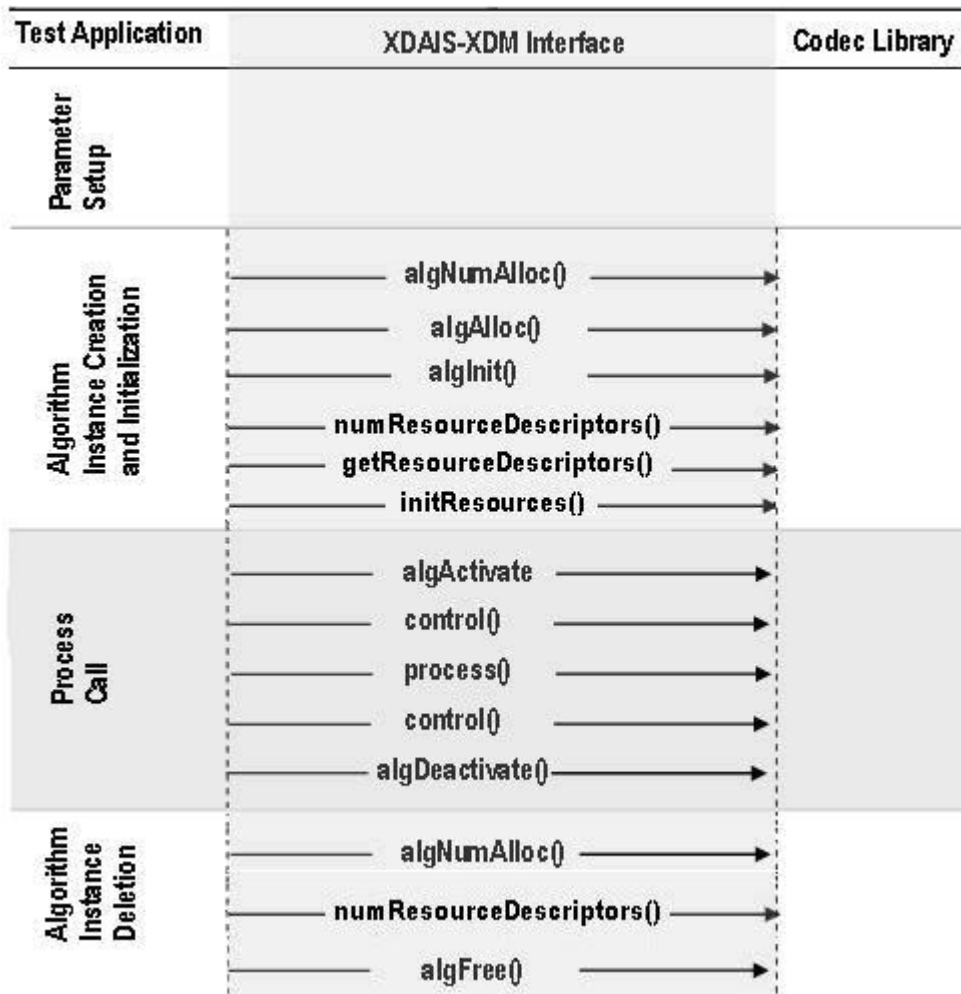 Test Application
XDAIS-XDM Interface
Codec Library
Parameter
Setup
Algorithm
Instance Creation
and Initialization
algNumAlloc()
algAlloc()
algInit()
numResourceDescriptors()
getResourceDescriptors()
initResources()
Process
Call
algActivate
control()
process()
control()
algDeactivate()
Algorithm
Instance
Deletion
algNumAlloc()
numResourceDescriptors()
algFree()